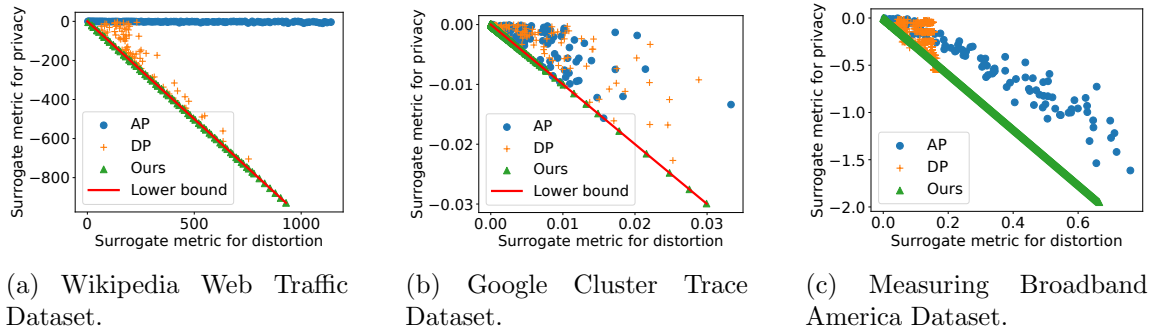 Surrogate metric for privacy
0
−200
−400
−600
−800
AP
DP
Ours
Lower bound
0
500
1000
Surrogate metric for distortion
(a) Wikipedia Web Traffic
Dataset.
Surrogate metric for privacy
0.00
−0.01
−0.02
−0.03
AP
DP
Ours
Lower bound
0.00
0.01
0.02
0.03
Surrogate metric for distortion
(b) Google Cluster Trace
Dataset.
Surrogate metric for privacy
0.0
−0.5
−1.0
−1.5
−2.0
AP
DP
Ours
0.0
0.2
0.4
0.6
Surrogate metric for distortion
(c) Measuring Broadband
America Dataset.